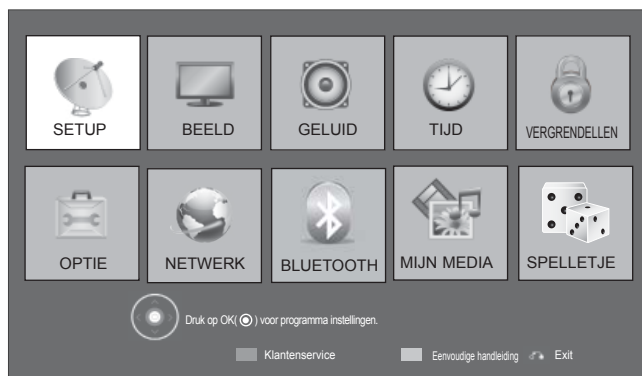 SETUP BEELD GELUID TIJD VERGRENDELLEN
OPTIE NETWERK BLUETOOTH MIJN MEDIA SPELLETJE
Druk op OK( ) voor programma instellingen.
Klantenservice Eenvoudige handleiding Exit